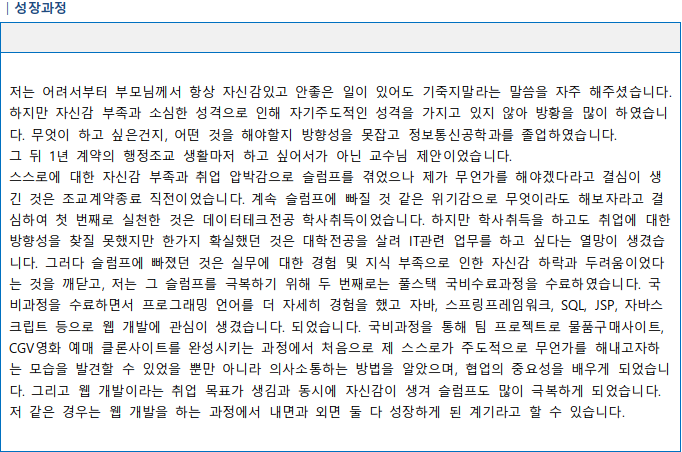 | 성장과정
저는 어려서부터 부모님께서 항상 자신감있고 안좋은 일이 있어도 기죽지말라는 말씀을 자주 해주셨습니다.
하지만 자신감 부족과 소심한 성격으로 인해 자기주도적인 성격을 가지고 있지 않아 방황을 많이 하였습니
다. 무엇이 하고 싶은건지, 어떤 것을 해야할지 방향성을 못잡고 정보통신공학과를 졸업하였습니다.
그 뒤 1년 계약의 행정조교 생활마저 하고 싶어서가 아닌 교수님 제안이었습니다.
스스로에 대한 자신감 부족과 취업 압박감으로 슬럼프를 겪었으나 제가 무언가를 해야겠다라고 결심이 생
긴 것은 조교계약종료 직전이었습니다. 계속 슬럼프에 빠질 것 같은 위기감으로 무엇이라도 해보자라고 결
심하여 첫 번째로 실천한 것은 데이터테크전공 학사취득이었습니다. 하지만 학사취득을 하고도 취업에 대한
방향성을 찾질 못했지만 한가지 확실했던 것은 대학전공을 살려 IT관련 업무를 하고 싶다는 열망이 생겼습
니다. 그러다 슬럼프에 빠졌던 것은 실무에 대한 경험 및 지식 부족으로 인한 자신감 하락과 두려움이었다
는 것을 깨닫고, 저는 그 슬럼프를 극복하기 위해 두 번째로는 풀스택 국비수료과정을 수료하였습니다. 국
비과정을 수료하면서 프로그래밍 언어를 더 자세히 경험을 했고 자바, 스프링프레임워크, SQL, JSP, 자바스
크립트 등으로 웹 개발에 관심이 생겼습니다. 되었습니다. 국비과정을 통해 팀 프로젝트로 물품구매사이트,
CGV영화 예매 클론사이트를 완성시키는 과정에서 처음으로 제 스스로가 주도적으로 무언가를 해내고자하
는 모습을 발견할 수 있었을 뿐만 아니라 의사소통하는 방법을 알았으며, 협업의 중요성을 배우게 되었습니
다. 그리고 웹 개발이라는 취업 목표가 생김과 동시에 자신감이 생겨 슬럼프도 많이 극복하게 되었습니다.
저 같은 경우는 웹 개발을 하는 과정에서 내면과 외면 둘 다 성장하게 된 계기라고 할 수 있습니다.